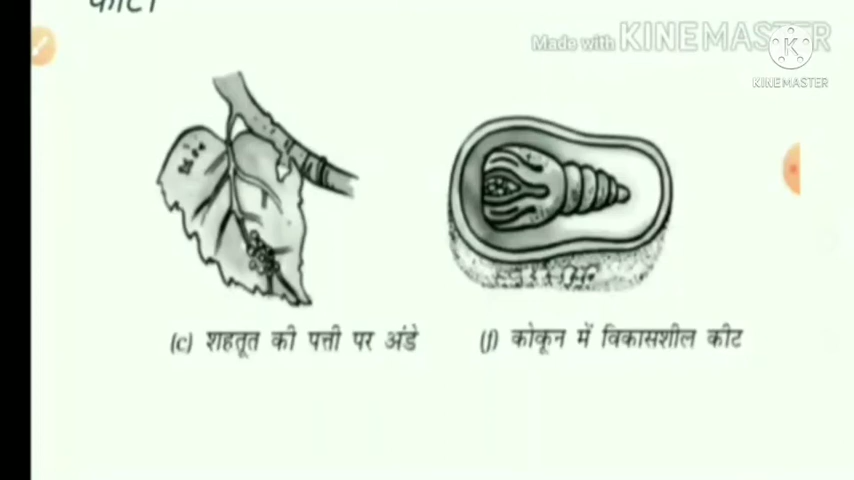 Made with KINEMASTER
KINEMASTER
(c) शहतूत की पत्ती पर अंडे
(f) कोकून में विकासशील कीट